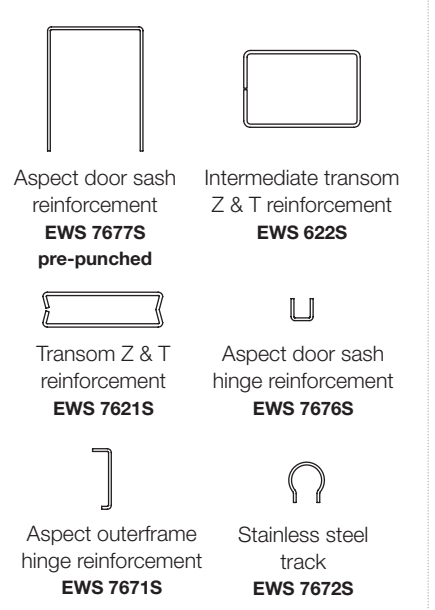 Aspect door sash
reinforcement
EWS 7677S
pre-punched
Intermediate transom
Z & T reinforcement
EWS 622S
Transom Z & T
reinforcement
EWS 7621S
Aspect door sash
hinge reinforcement
EWS 7676S
Aspect outerframe
hinge reinforcement
EWS 7671S
Stainless steel
track
EWS 7672S